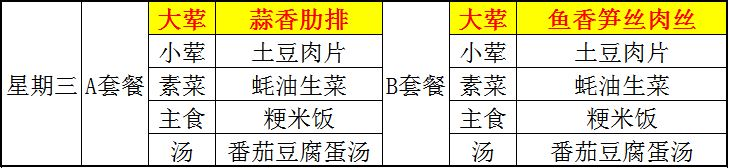 大荤 蒜香肋排 大荤 鱼香笋丝肉丝
小荤 土豆肉片 小荤 土豆肉片
星期三 A套餐 素菜 蚝油生菜 B套餐 素菜 蚝油生菜
主食 粳米饭 主食 粳米饭
汤 番茄豆腐蛋汤 汤 番茄豆腐蛋汤